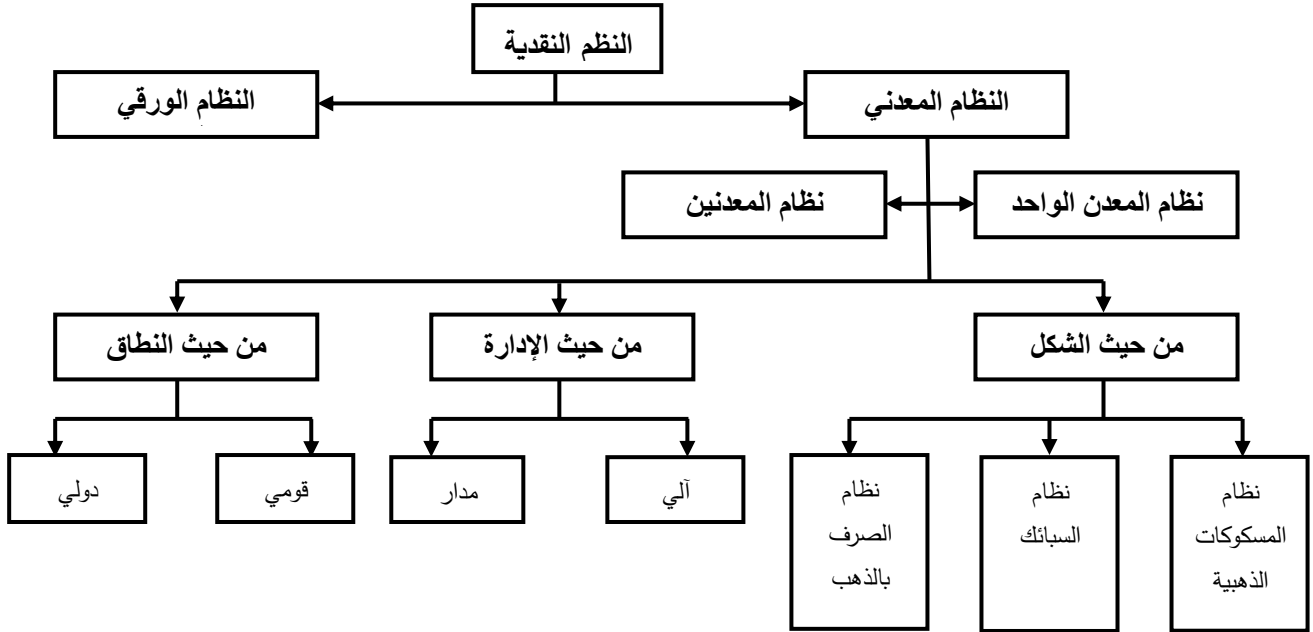 النظم النقدية
النظام المعدني
النظام الورقي
نظام المعدن الواحد
نظام المعدنين
من حيث الشكل
من حيث الإدارة
من حيث النطاق
نظام
المسكوكات
الذهبية
نظام
السبائك
نظام
الصرف
بالذهب
آلي
مدار
قومي
دولي